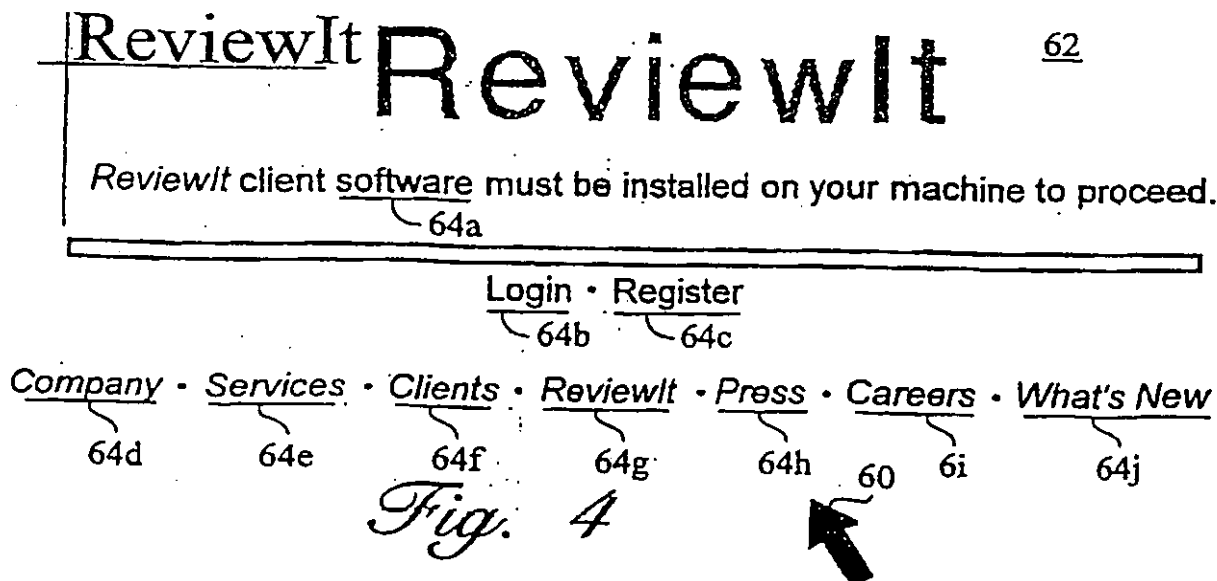 ReviewIt ReviewIt 62
ReviewIt client software must be installed on your machine to proceed.
64a
Login • Register
64b 64c
Company • Services • Clients • ReviewIt • Press • Careers • What's New
64d 64e 64f 64g 64h 6i 64j
60
Fig. 4